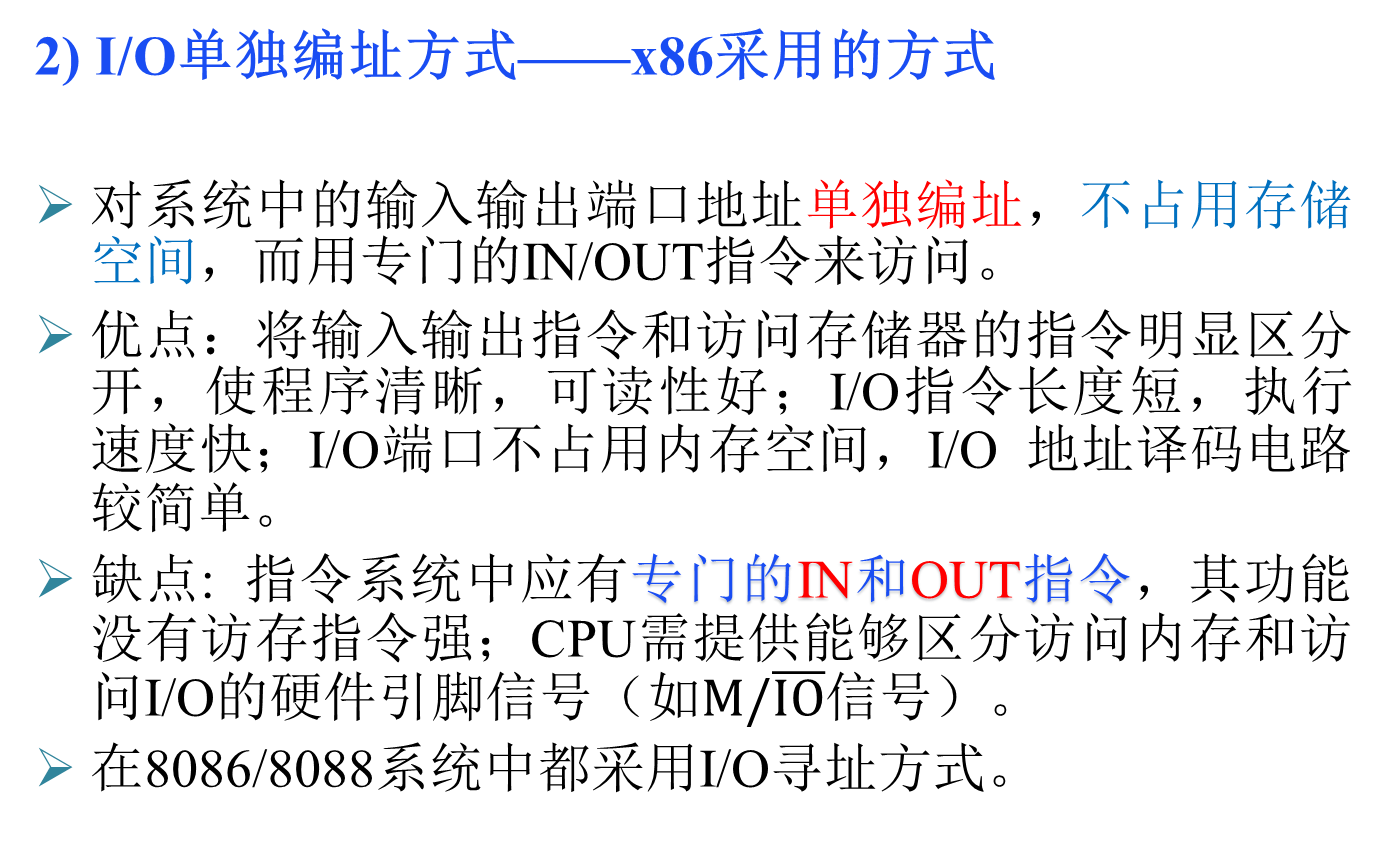 2) I/O单独编址方式——x86采用的方式
➢ 对系统中的输入输出端口地址单独编址，不占用存储
空间，而用专门的IN/OUT指令来访问。
➢ 优点：将输入输出指令和访问存储器的指令明显区分
开，使程序清晰，可读性好；I/O指令长度短，执行
速度快；I/O端口不占用内存空间，I/O 地址译码电路
较简单。
➢ 缺点: 指令系统中应有专门的IN和OUT指令，其功能
没有访存指令强；CPU需提供能够区分访问内存和访
问I/O的硬件引脚信号（如M/I̅O̅信号）。
➢ 在8086/8088系统中都采用I/O寻址方式。